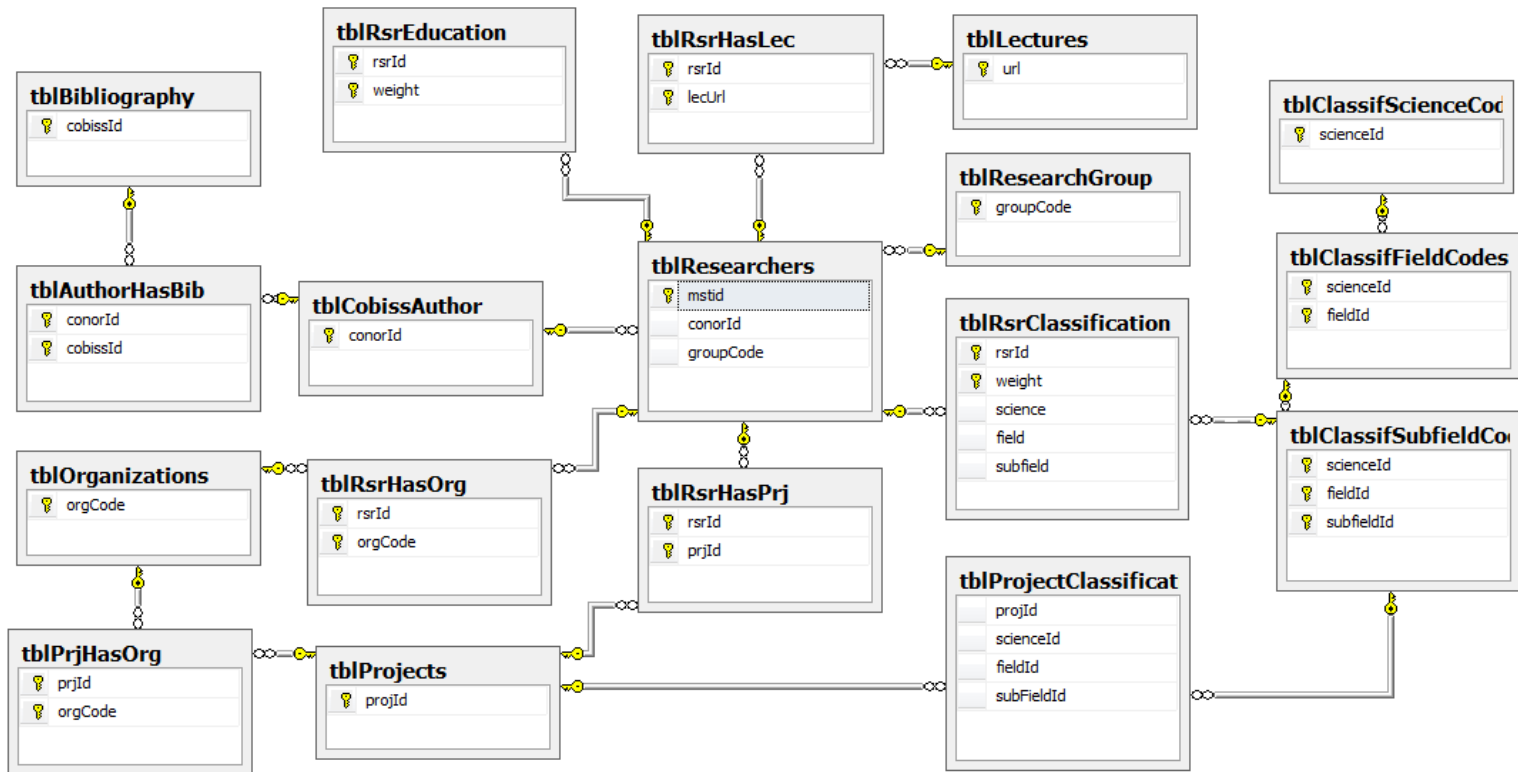 tblRsrEducation
rsrId
weight
tblRsrHasLec
rsrId
lecUrl
tblLectures
url
tblBibliography
cobissId
tblClassifScienceCod
scienceId
tblResearchGroup
groupCode
tblClassifFieldCodes
scienceId
fieldId
tblResearchers
mstid
conorId
groupCode
tblAuthorHasBib
conorId
cobissId
tblCobissAuthor
conorId
tblRsrClassification
rsrId
weight
science
field
subfield
tblClassifSubfieldCo
scienceId
fieldId
subfieldId
tblOrganizations
orgCode
tblRsrHasOrg
rsrId
orgCode
tblRsrHasPrj
rsrId
prjId
tblProjectClassificat
projId
scienceId
fieldId
subFieldId
tblPrjHasOrg
prjId
orgCode
tblProjects
projId